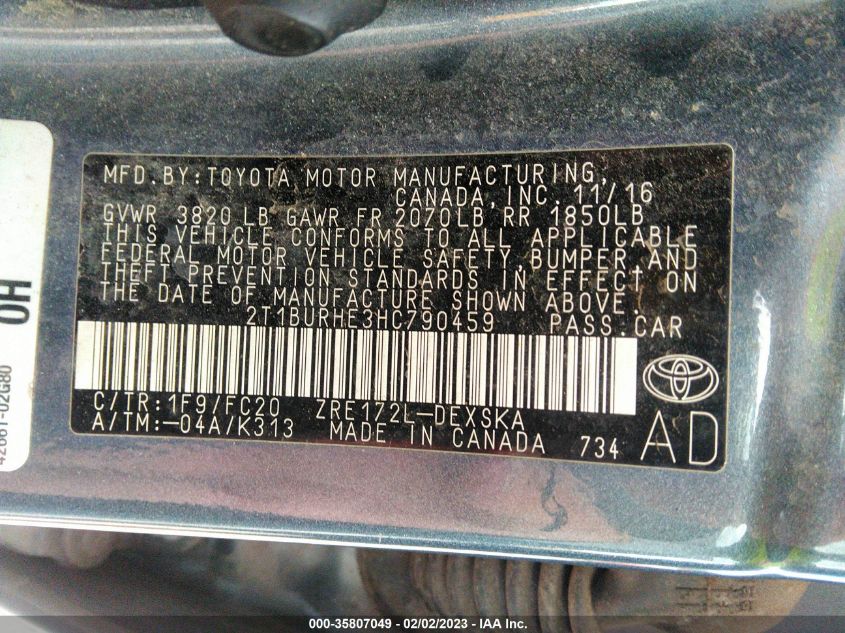 MFD.BY:TOYOTA MOTOR MANUFACTURING,
CANADA,INC. 11/16
GVWR 3820 LB GAWR FR 2070LB RR 1850LB
THIS VEHICLE CONFORMS TO ALL APPLICABLE
FEDERAL MOTOR VEHICLE SAFETY,BUMPER,AND
THEFT PREVENTION STANDARDS IN EFFECT ON
THE DATE OF MANUFACTURE SHOWN ABOVE.
2T1BURHE3HC790459 PASS.CAR
C/TR:1F9/FC20 ZRE172L-DEXSKA
A/TM:-04A/K313 MADE IN CANADA 734
AD
OH
42661-02G80
000-35807049 - 02/02/2023 - IAA Inc.